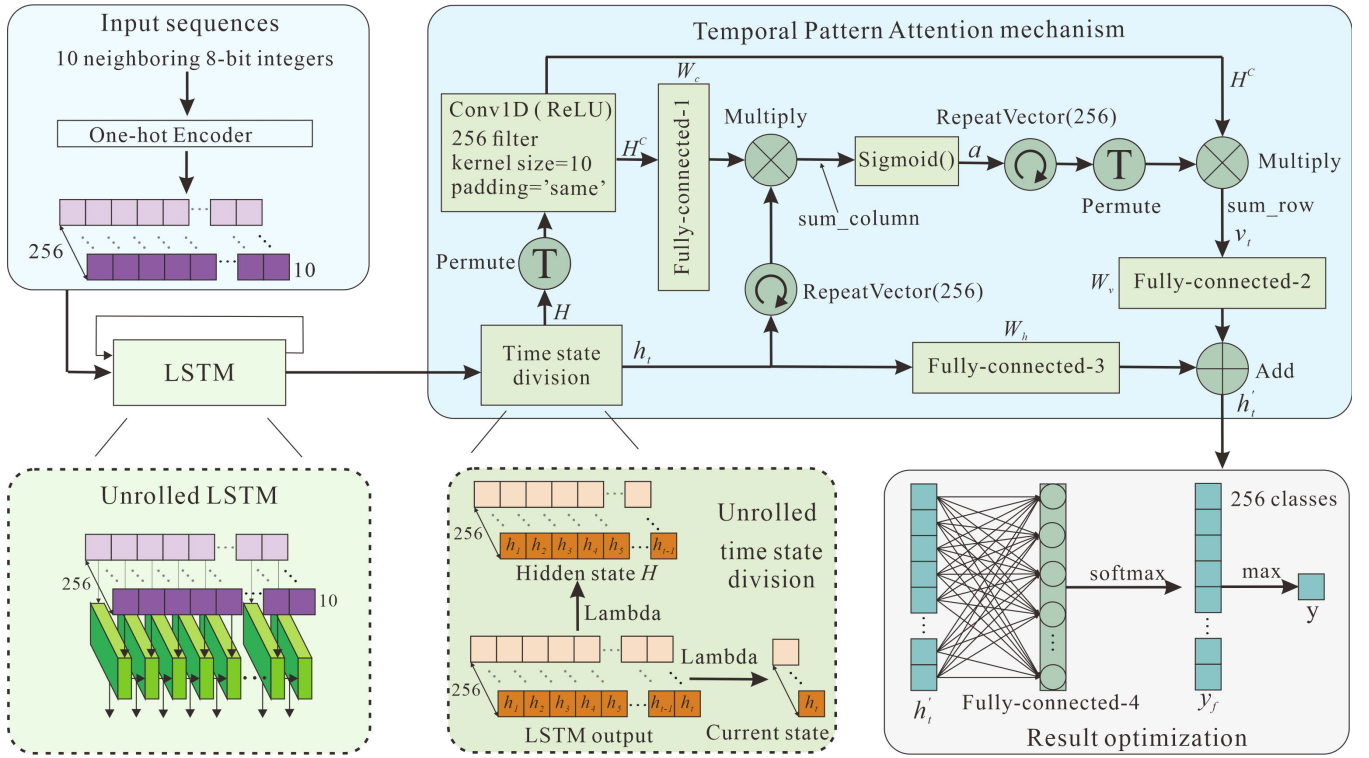 Input sequences
10 neighboring 8-bit integers
One-hot Encoder
256
10
LSTM
Temporal Pattern Attention mechanism
Conv1D ( ReLU)
256 filter
kernel size=10
padding='same'
H^C
W_c
Fully-connected-1
Multiply
sum_column
Sigmoid()
a
RepeatVector(256)
T
Permute
H^C
Multiply
sum_row
v_t
W_v
Fully-connected-2
Permute
T
H
RepeatVector(256)
Time state
division
h_t
W_h
Fully-connected-3
Add
h_t'
Unrolled LSTM
256
10
Unrolled
time state
division
256
h_1 h_2 h_3 h_4 h_5 h_{t-1}
Hidden state H
Lambda
256
h_1 h_2 h_3 h_4 h_5 h_{t-1} h_t
LSTM output
Lambda
h_t
Current state
256 classes
softmax
max
y
h_t'
Fully-connected-4
y_f
Result optimization